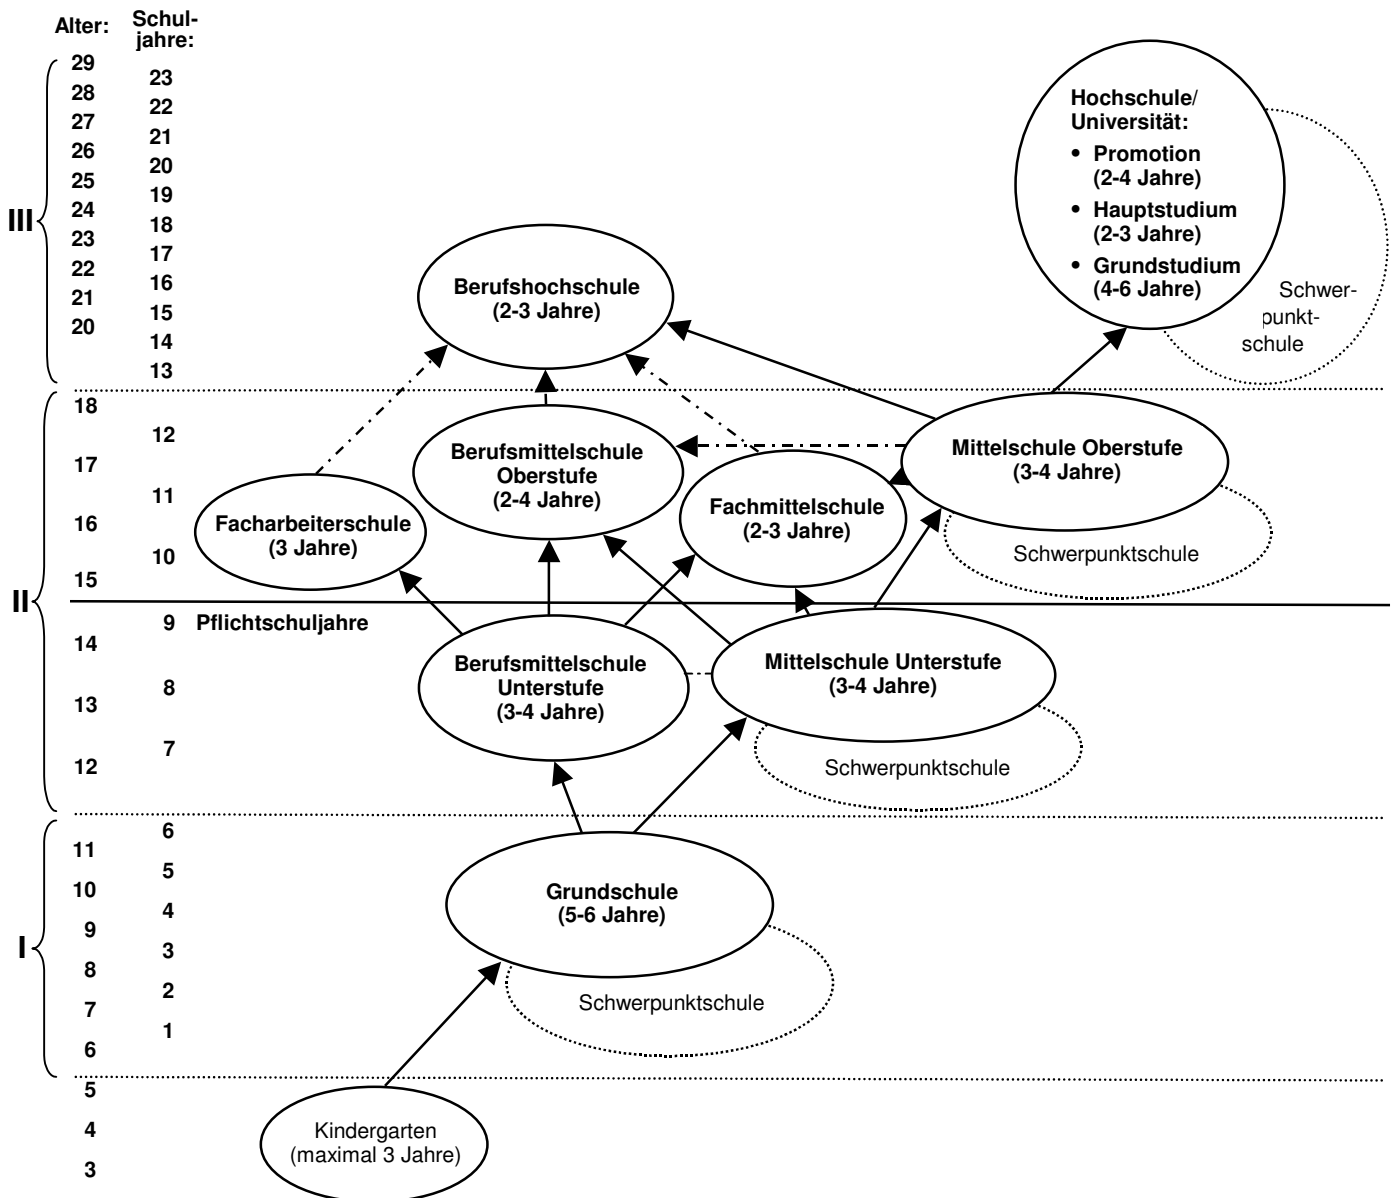 Alter:
Schul-
jahre:
29
28
27
26
25
24
23
22
21
20
23
22
21
20
19
18
17
16
15
14
13
III
Hochschule/
Universität:
• Promotion
(2-4 Jahre)
• Hauptstudium
(2-3 Jahre)
• Grundstudium
(4-6 Jahre)
Schwer-
punkt-
schule
Berufshochschule
(2-3 Jahre)
18
17
16
15
12
11
10
II
Berufsmittelschule
Oberstufe
(2-4 Jahre)
Mittelschule Oberstufe
(3-4 Jahre)
Facharbeiterschule
(3 Jahre)
Fachmittelschule
(2-3 Jahre)
Schwerpunktschule
9 Pflichtschuljahre
14
13
12
8
7
Berufsmittelschule
Unterstufe
(3-4 Jahre)
Mittelschule Unterstufe
(3-4 Jahre)
Schwerpunktschule
I
11
10
9
8
7
6
6
5
4
3
2
1
Grundschule
(5-6 Jahre)
Schwerpunktschule
5
4
3
Kindergarten
(maximal 3 Jahre)